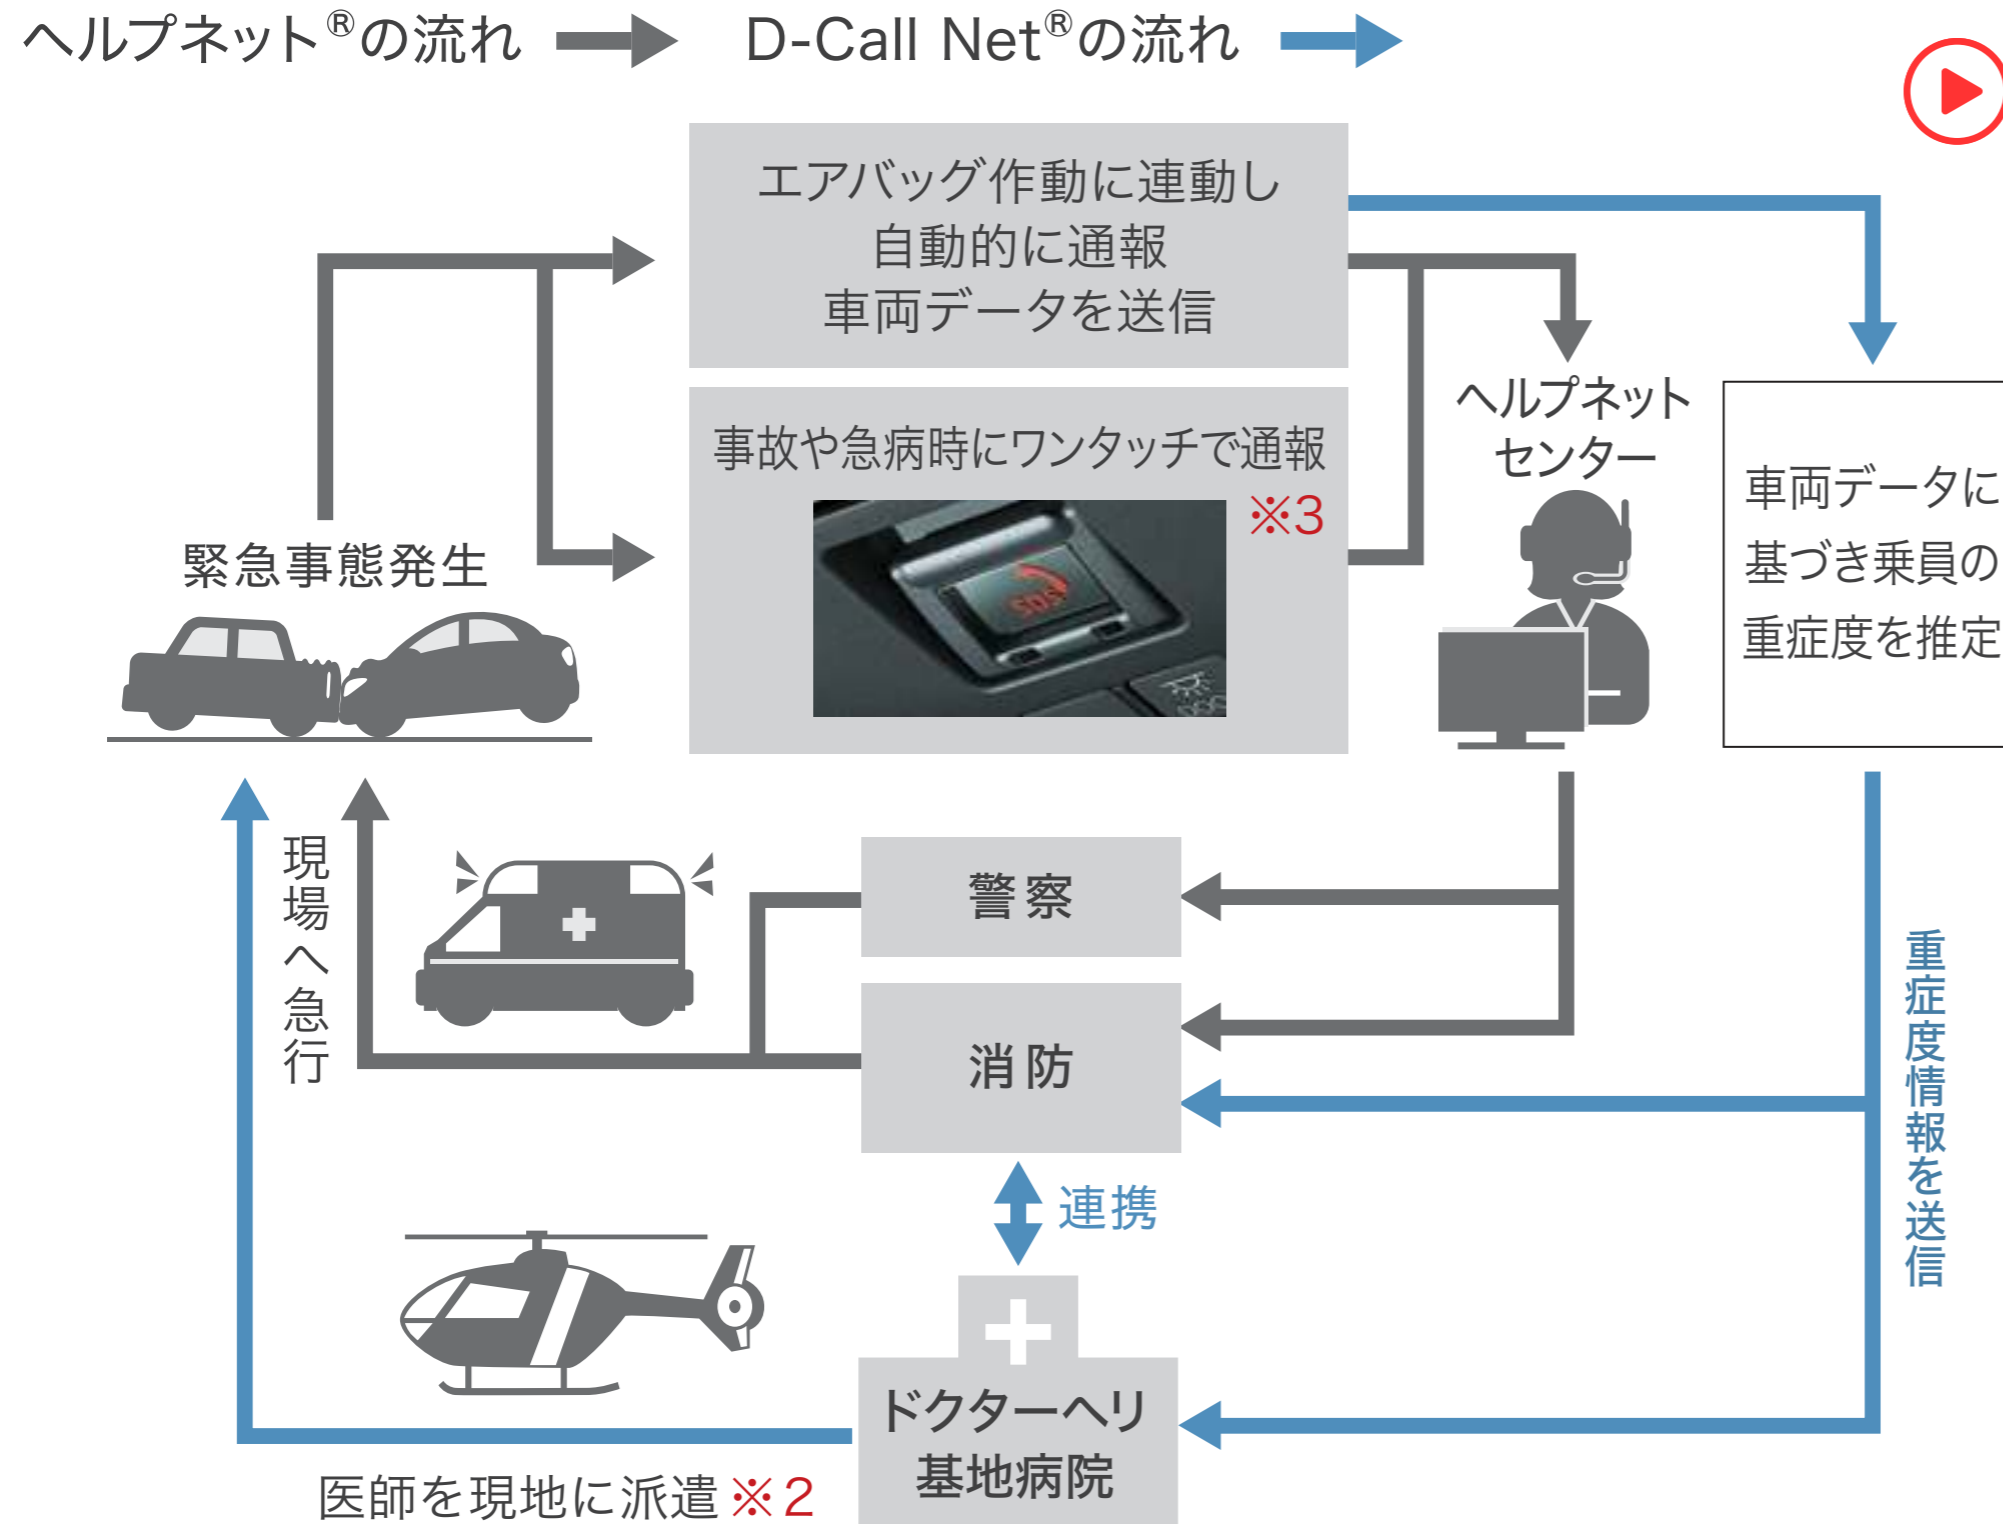 ヘルプネット®の流れ
D-Call Net®の流れ
エアバッグ作動に連動し
自動的に通報
車両データを送信
事故や急病時にワンタッチで通報
※3
SOS
緊急事態発生
ヘルプネット
センター
車両データに
基づき乗員の
重症度を推定
現場へ急行
警察
消防
連携
重症度情報を送信
ドクターヘリ
基地病院
医師を現地に派遣※2